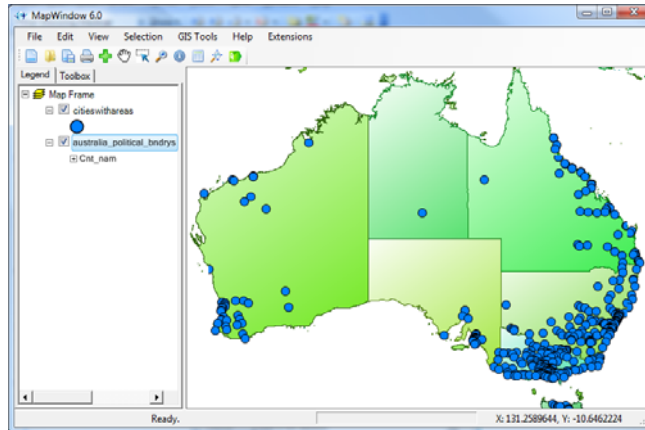 MapWindow 6.0
File Edit View Selection GIS Tools Help Extensions
Legend Toolbox
Map Frame
citieswithareas
australia_political_bndrys
Cnt_nam
Ready.
X: 131.2589644, Y: -10.6462224